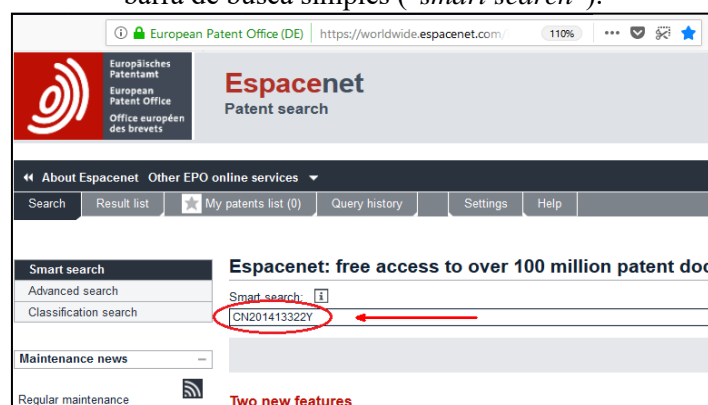 barra de busca simples ("smart search").
European Patent Office (DE) https://worldwide.espacenet.com/ 110%
Europäisches
Patentamt
European
Patent Office
Office européen
des brevets
Espacenet
Patent search
About Espacenet Other EPO online services
Search Result list My patents list (0) Query history Settings Help
Smart search
Advanced search
Classification search
Espacenet: free access to over 100 million patent doc
Smart search: i
CN201413322Y
Maintenance news
Regular maintenance
Two new features